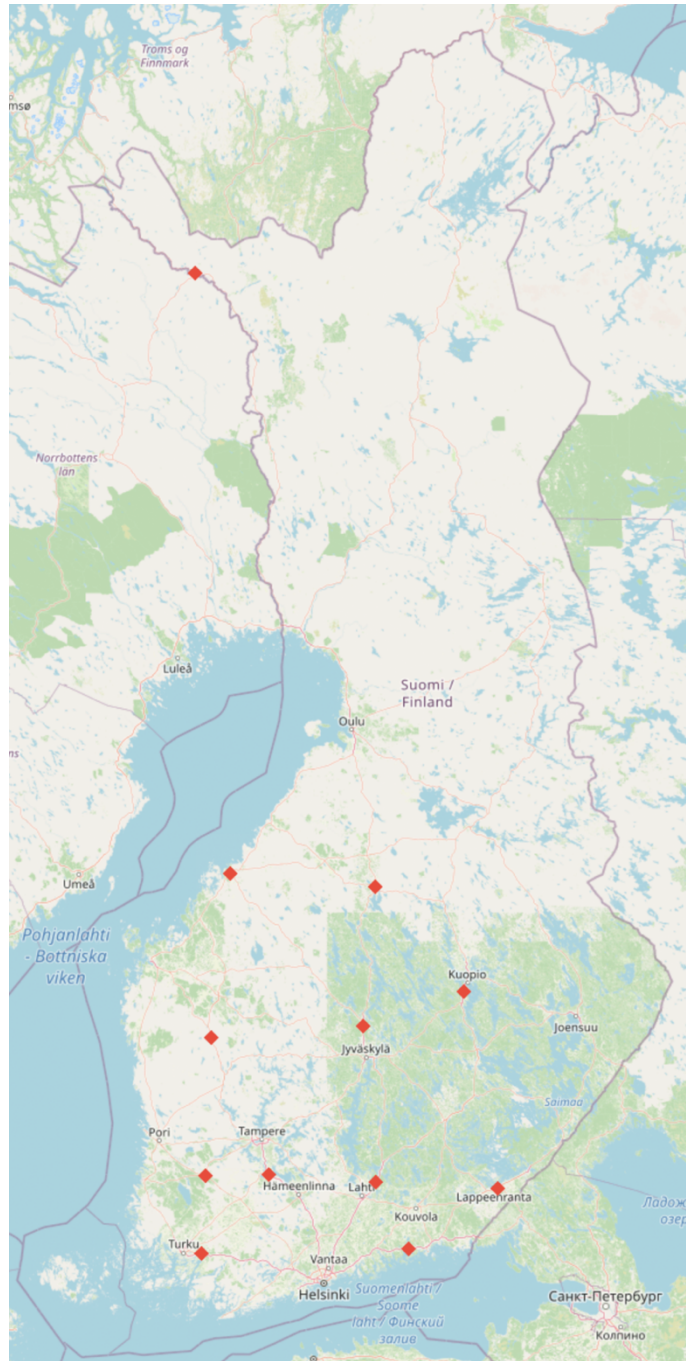 Troms og
Finnmark
msø
Norrbottens
län
Luleå
Suomi /
Finland
Oulu
ns
Umeå
Pohjanlahti
- Bottniska
viken
Kuopio
Joensuu
Jyväskylä
Saimaa
Pori
Tampere
Hämeenlinna
Lahti
Lappeenranta
Ладож
озер
Kouvola
Turku
Vantaa
Helsinki
Suomenlahti /
Soome
laht / Финский
залив
Санкт-Петербург
Колпино